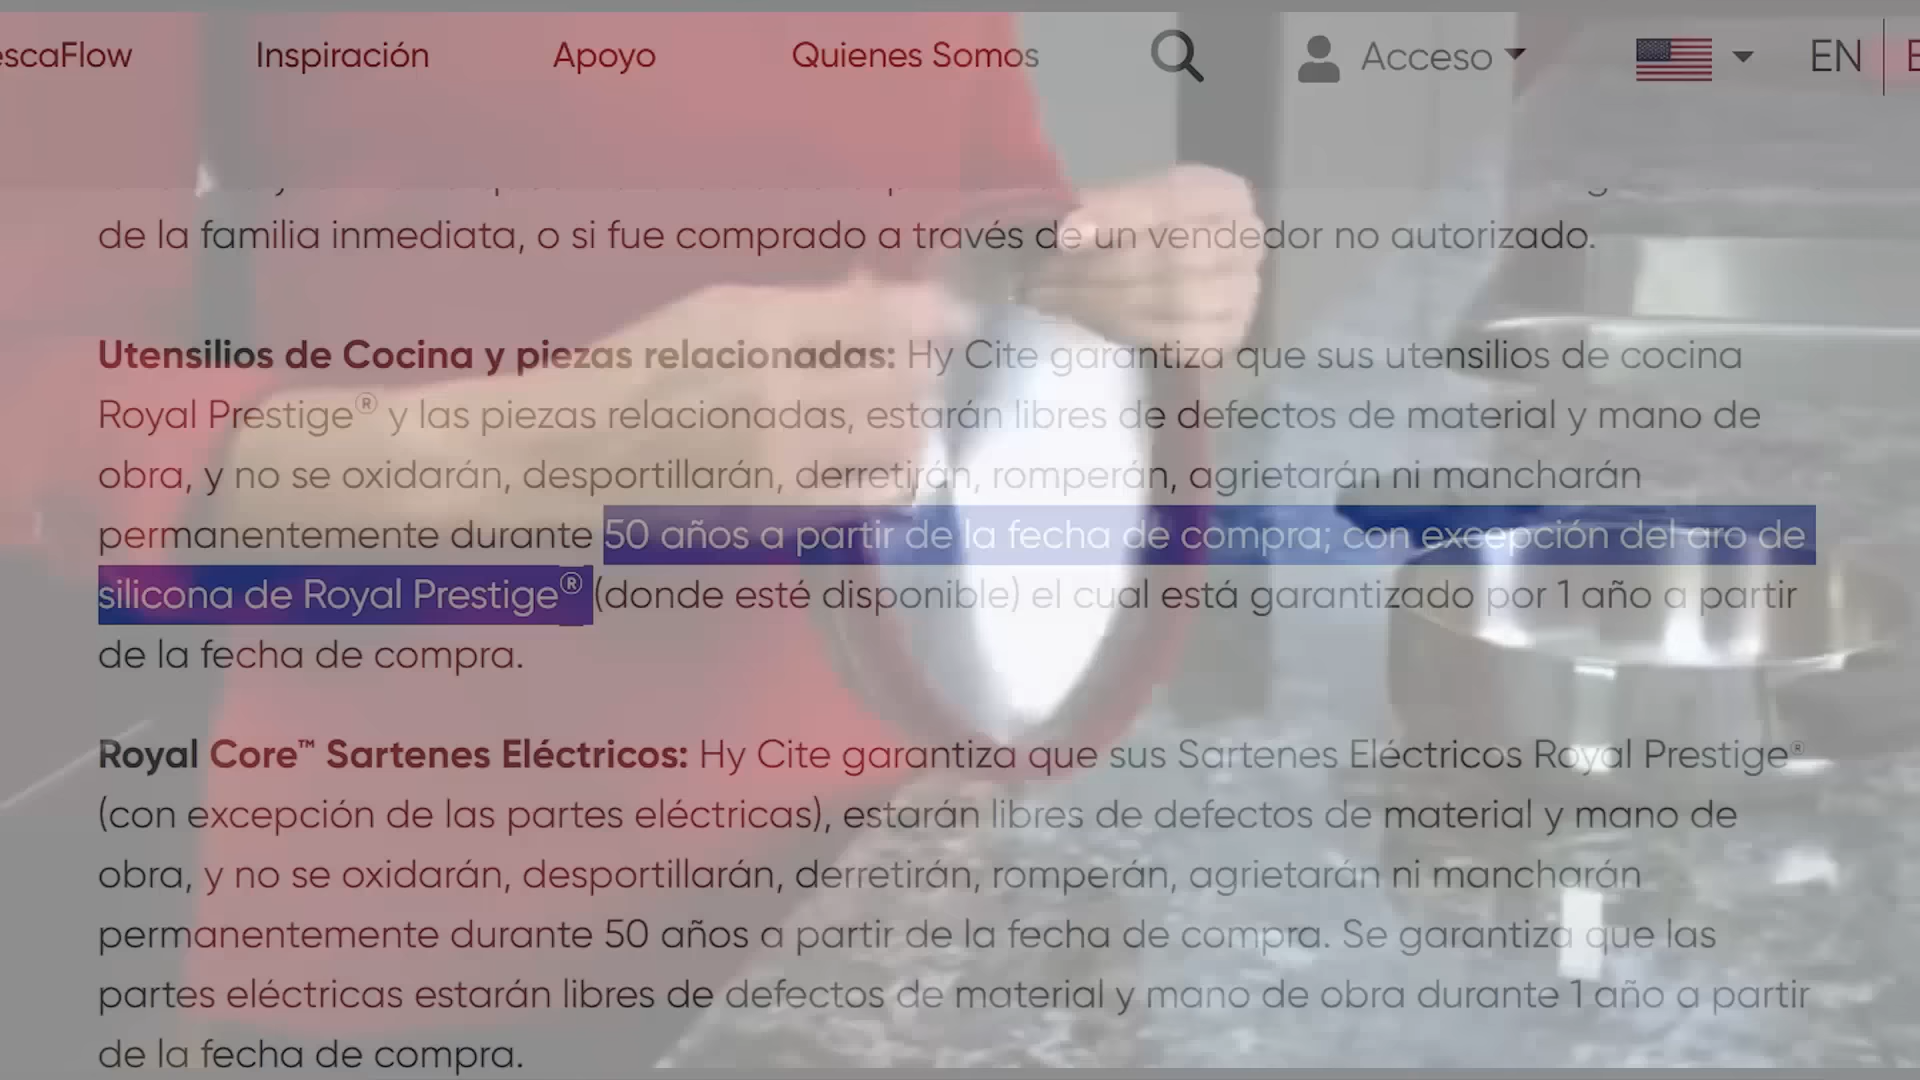 escaFlow Inspiración Apoyo Quienes Somos Acceso EN
de la familia inmediata, o si fue comprado a través de un vendedor no autorizado.
Utensilios de Cocina y piezas relacionadas: Hy Cite garantiza que sus utensilios de cocina
Royal Prestige® y las piezas relacionadas, estarán libres de defectos de material y mano de
obra, y no se oxidarán, desportillarán, derretirán, romperán, agrietarán ni mancharán
permanentemente durante 50 años a partir de la fecha de compra; con excepción del aro de
silicona de Royal Prestige® (donde esté disponible) el cual está garantizado por 1 año a partir
de la fecha de compra.
Royal Core™ Sartenes Eléctricos: Hy Cite garantiza que sus Sartenes Eléctricos Royal Prestige®
(con excepción de las partes eléctricas), estarán libres de defectos de material y mano de
obra, y no se oxidarán, desportillarán, derretirán, romperán, agrietarán ni mancharán
permanentemente durante 50 años a partir de la fecha de compra. Se garantiza que las
partes eléctricas estarán libres de defectos de material y mano de obra durante 1 año a partir
de la fecha de compra.